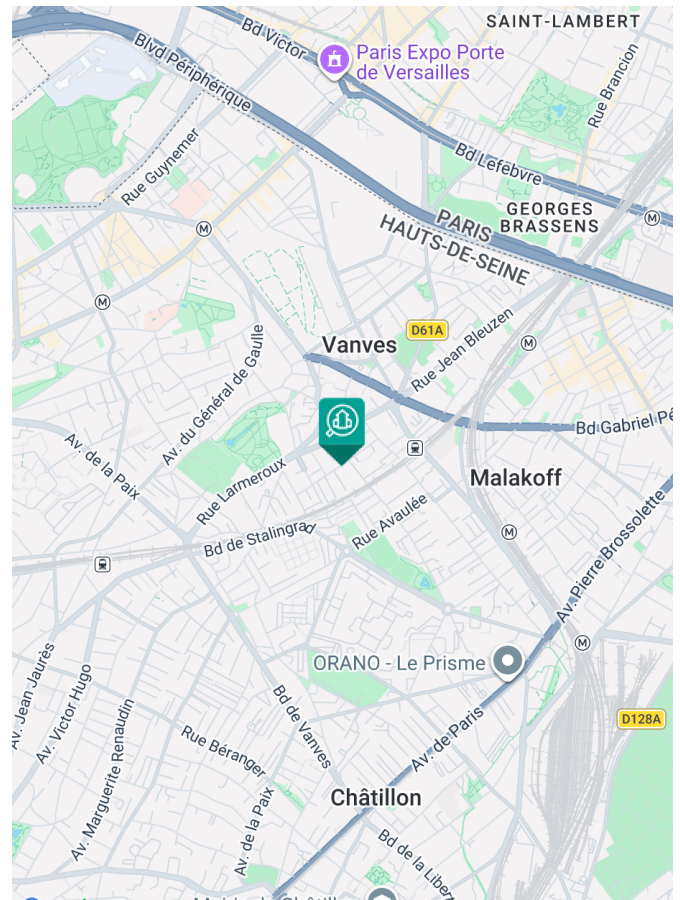 SAINT-LAMBERT
Bd Victor
Paris Expo Porte
de Versailles
Blvd Périphérique
Rue Brancion
Rue Guynemer
Bd Lefebvre
PARIS
HAUTS-DE-SEINE
GEORGES
BRASSENS
M
M
M
Vanves
D61A
Rue Jean Bleuzen
M
Av. du Général de Gaulle
Bd Gabriel Pé
Av. de la Paix
Rue Larmeroux
Malakoff
Bd de Stalingrad
Rue Avaulée
M
Av. Pierre Brossolette
M
ORANO - Le Prisme
Av. Jean Jaurès
Av. Victor Hugo
Av. Marguerite Renaudin
Bd de Vanves
Av. de Paris
D128A
Rue Béranger
Châtillon
Av. de la Paix
Bd de la Libert